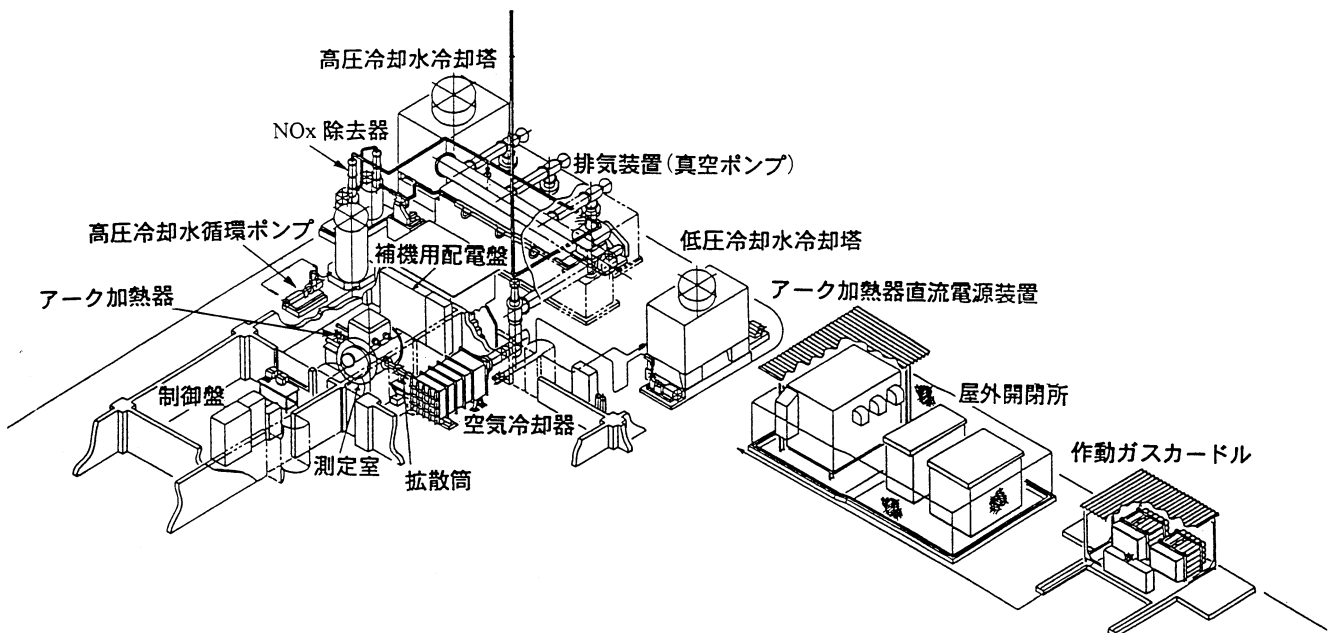 高圧冷却水冷却塔
NOx 除去器
排気装置(真空ポンプ)
高圧冷却水循環ポンプ
補機用配電盤
低圧冷却水冷却塔
アーク加熱器
アーク加熱器直流電源装置
制御盤
屋外開閉所
空気冷却器
作動ガスカードル
測定室
拡散筒